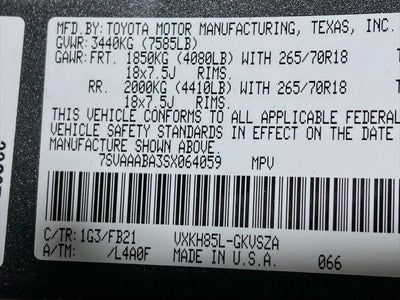 MFD.BY: TOYOTA MOTOR MANUFACTURING, TEXAS, INC.
GVWR: 3440KG (7585LB)
GAWR: FRT. 1850KG (4080LB) WITH 265/70R18
18x7.5J RIMS.
RR. 2000KG (4410LB) WITH 265/70R18
18x7.5J RIMS.
THIS VEHICLE CONFORMS TO ALL APPLICABLE FEDERAL
VEHICLE SAFETY STANDARDS IN EFFECT ON THE DATE
MANUFACTURE SHOWN ABOVE.
7SVAAABA3SX064059 MPV
C/TR: 1G3/FB21 VXKH85L-GKVSZA
A/TM: /L4A0F MADE IN U.S.A. 066